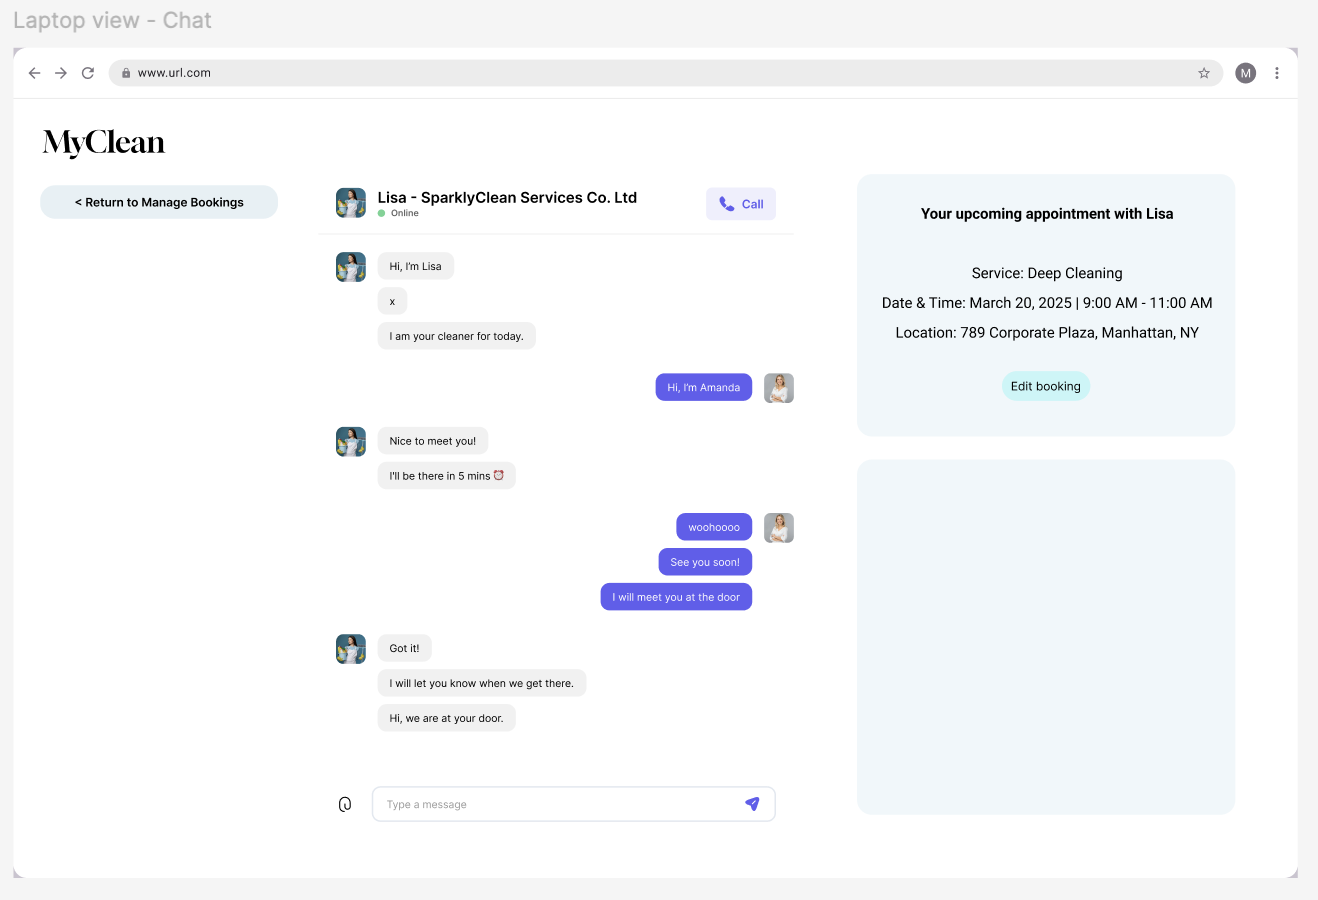 Laptop view - Chat
www.url.com
M
MyClean
< Return to Manage Bookings
Lisa - SparklyClean Services Co. Ltd
Online
Call
Hi, I'm Lisa
x
I am your cleaner for today.
Hi, I'm Amanda
Nice to meet you!
I'll be there in 5 mins ⏰
woohoooo
See you soon!
I will meet you at the door
Got it!
I will let you know when we get there.
Hi, we are at your door.
Type a message
Your upcoming appointment with Lisa
Service: Deep Cleaning
Date & Time: March 20, 2025 | 9:00 AM - 11:00 AM
Location: 789 Corporate Plaza, Manhattan, NY
Edit booking